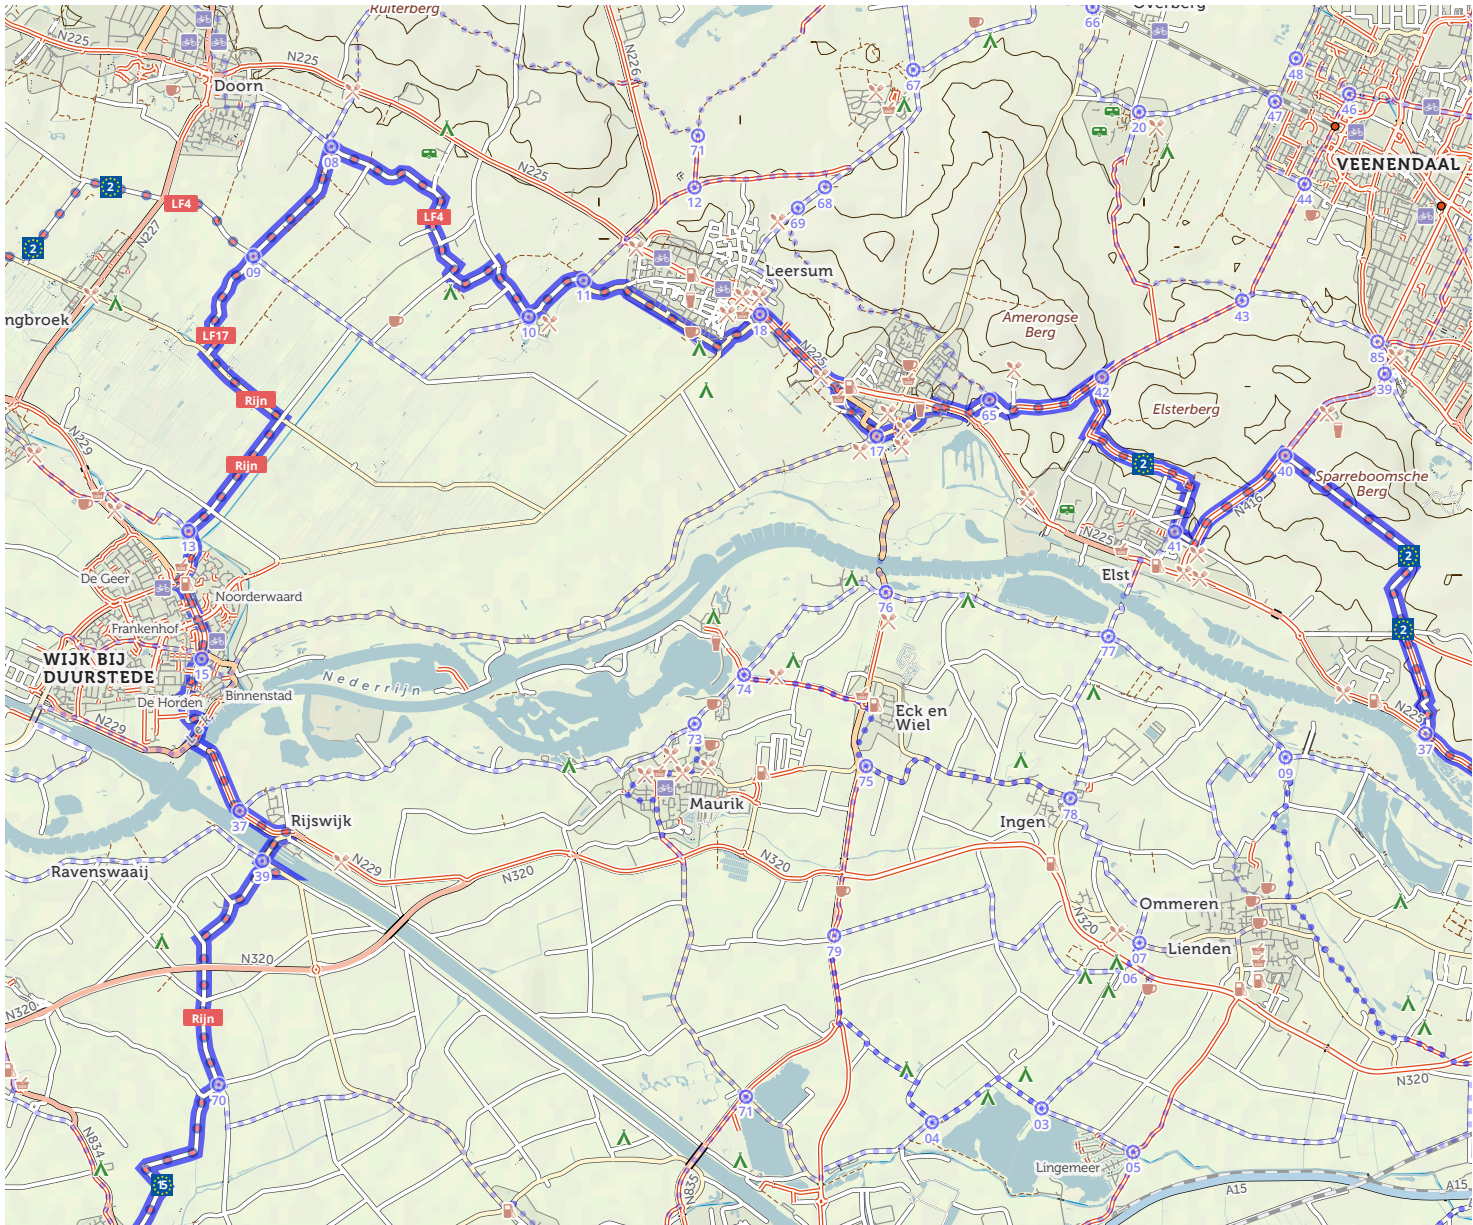 Ruiterberg
Overberg
66
N225
N225
N226
67
48
46
Doorn
47
20
71
08
VEENENDAAL
N225
2
LF4
LF4
12
68
44
69
N227
2
09
Leersum
11
43
LF17
10
18
ngbroek
Amerongse
Berg
N225
85
39
42
Rijn
65
Elsterberg
N229
17
2
40
Rijn
Sparreboomsche
Berg
N416
13
N225
41
2
De Geer
Elst
Noorderwaard
76
Frankenhof
2
77
WIJK BIJ
DUURSTEDE
15
Nederrijn
74
Binnenstad
De Horden
Eck en
Wiel
N225
N229
Lek
73
37
75
09
Maurik
78
37
Rijswijk
Ingen
N229
N320
N320
39
Ravenswaaij
Ommeren
N320
79
07
Lienden
N320
06
N320
Rijn
N320
70
71
03
04
N834
05
Lingemeer
15
N835
A15
A15